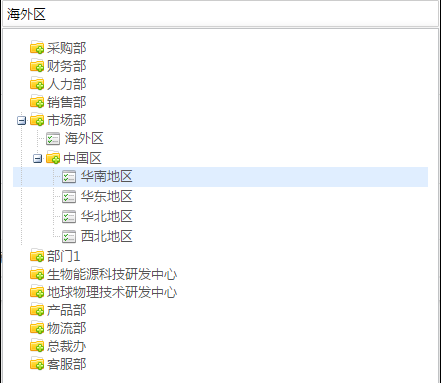 海外区
采购部
财务部
人力部
销售部
市场部
海外区
中国区
华南地区
华东地区
华北地区
西北地区
部门1
生物能源科技研发中心
地球物理技术研发中心
产品部
物流部
总裁办
客服部